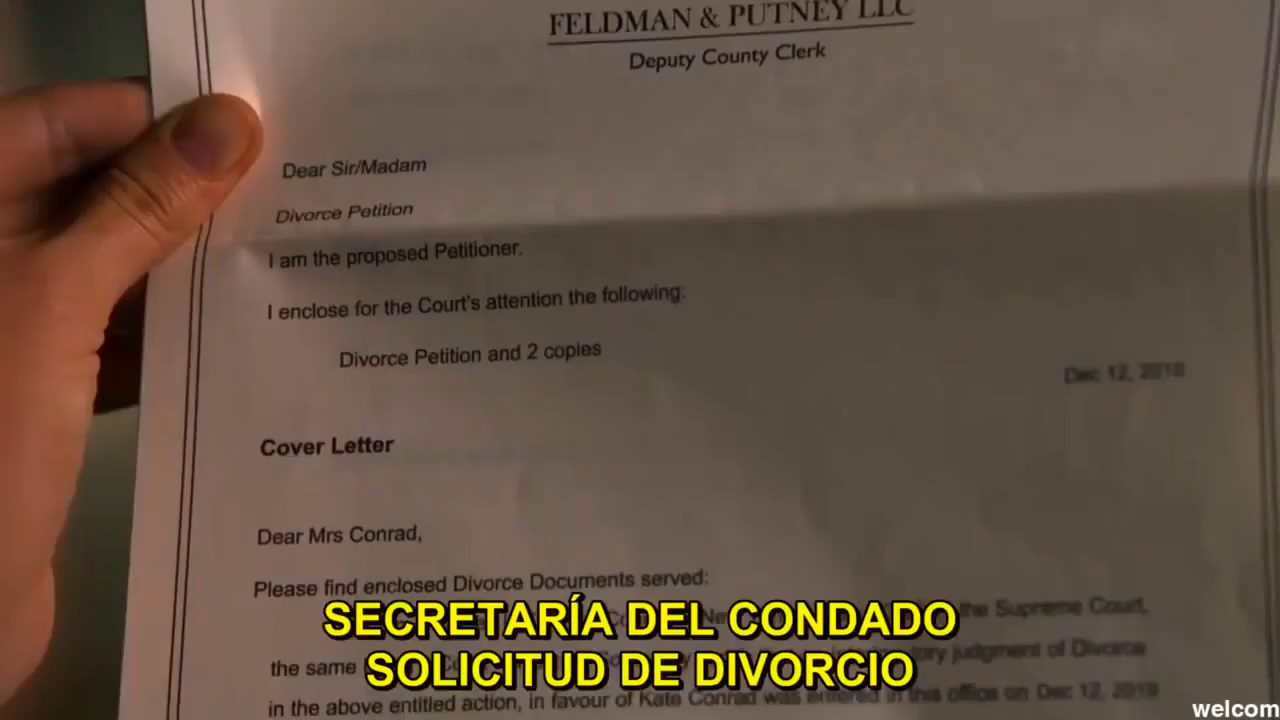 FELDMAN & PUTNEY LLC
Deputy County Clerk
Dear Sir/Madam
Divorce Petition
I am the proposed Petitioner.
I enclose for the Court's attention the following:
Divorce Petition and 2 copies
Dec 12, 2018
Cover Letter
Dear Mrs Conrad,
Please find enclosed Divorce Documents served:
the Supreme Court,
the same judgment of Divorce
in the above entitled action, in favour of Kate Conrad was entered in this office on Dec 12, 2018
SECRETARÍA DEL CONDADO
SOLICITUD DE DIVORCIO
welcom